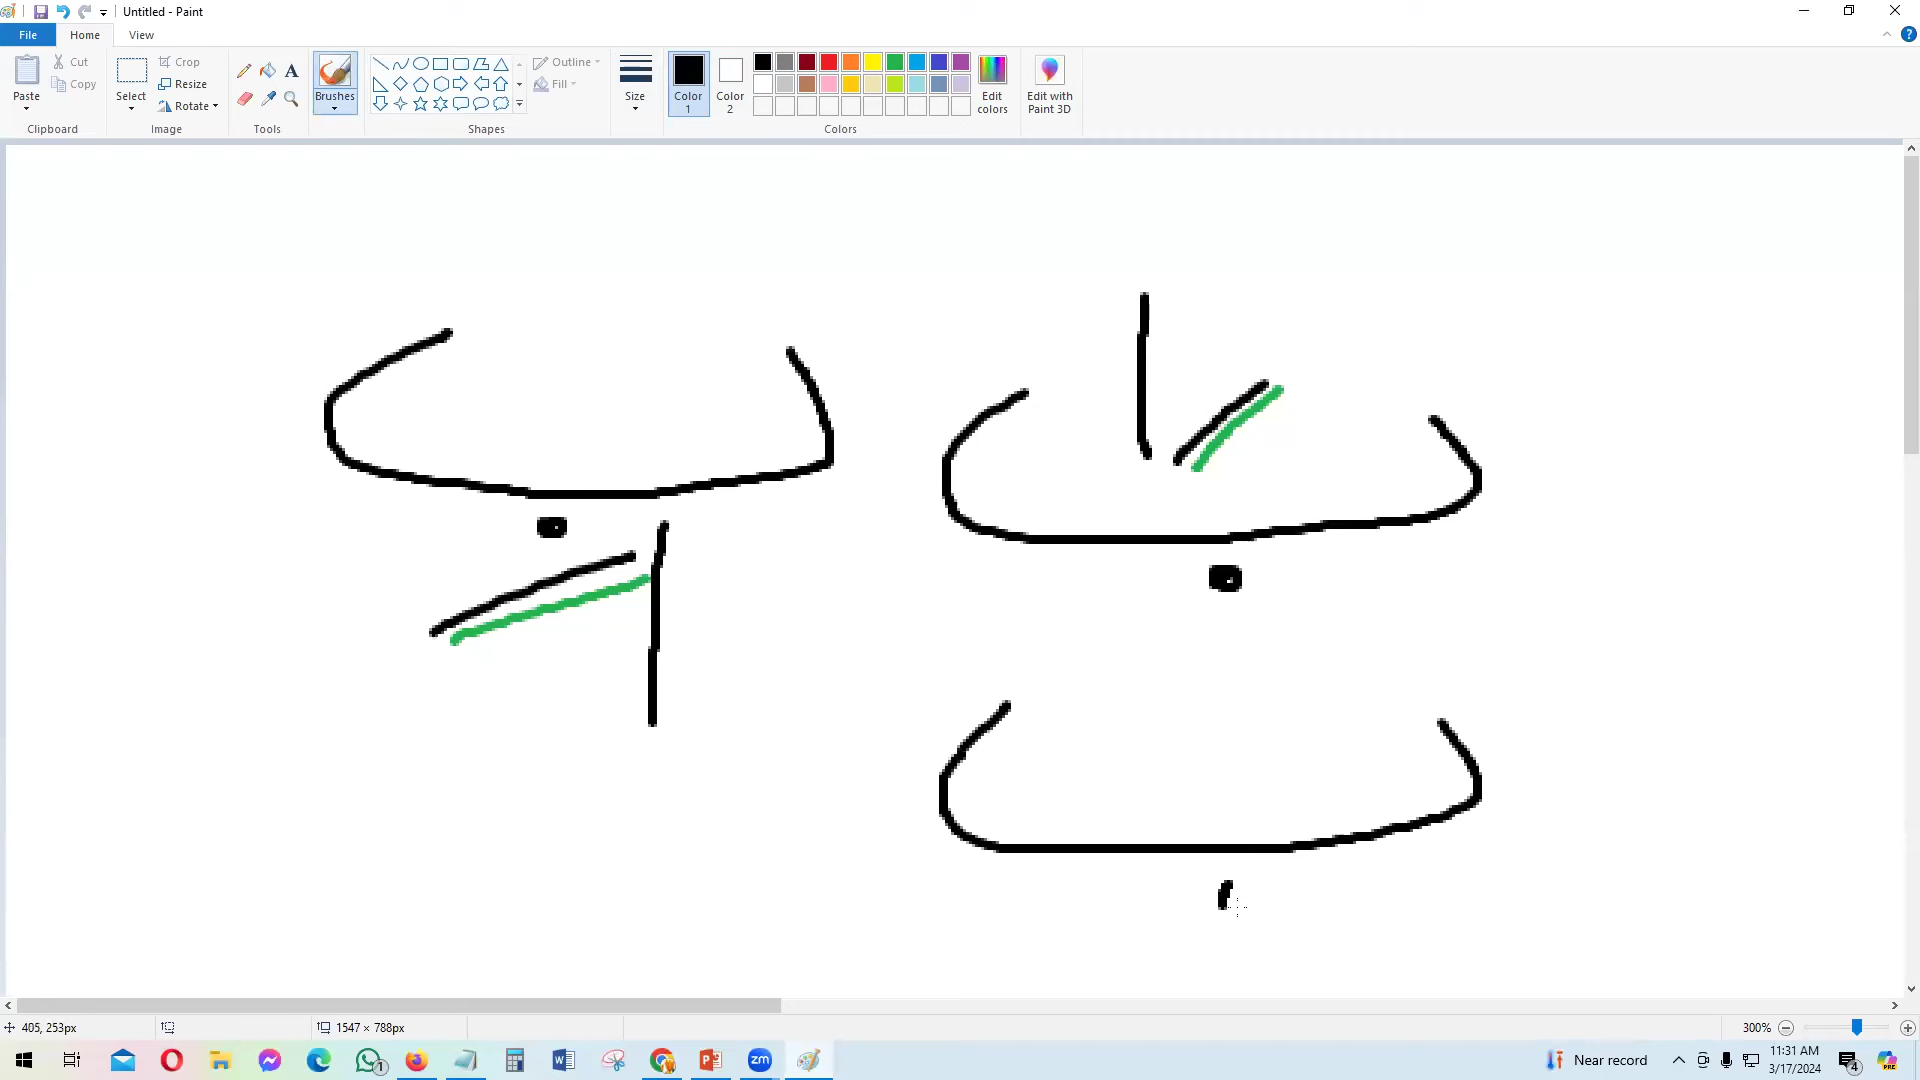 Untitled - Paint
File Home View
Paste
Cut
Copy
Clipboard
Select
Crop
Resize
Rotate
Image
Tools
Brushes
Outline
Fill
Shapes
Size
Color 1
Color 2
Colors
Edit colors
Edit with Paint 3D
405, 253px
1547 × 788px
300%
Near record
11:31 AM
3/17/2024